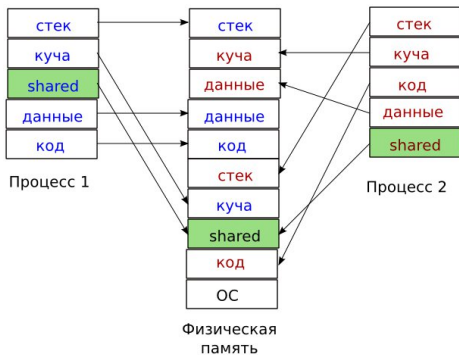 стек
куча
shared
данные
код
Процесс 1
стек
куча
данные
данные
код
стек
куча
shared
код
ОС
Физическая
память
стек
куча
код
данные
shared
Процесс 2